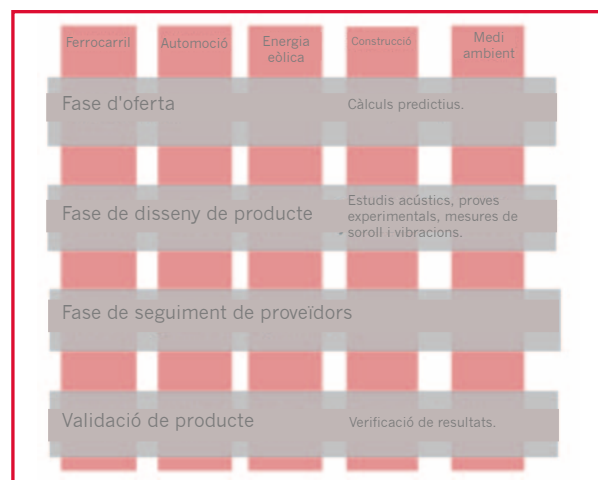 Ferrocarril
Automoció
Energia
eòlica
Construcció
Medi
ambient
Fase d'oferta
Càlculs predictius.
Fase de disseny de producte
Estudis acústics, proves
experimentals, mesures de
soroll i vibracions.
Fase de seguiment de proveïdors
Validació de producte
Verificació de resultats.